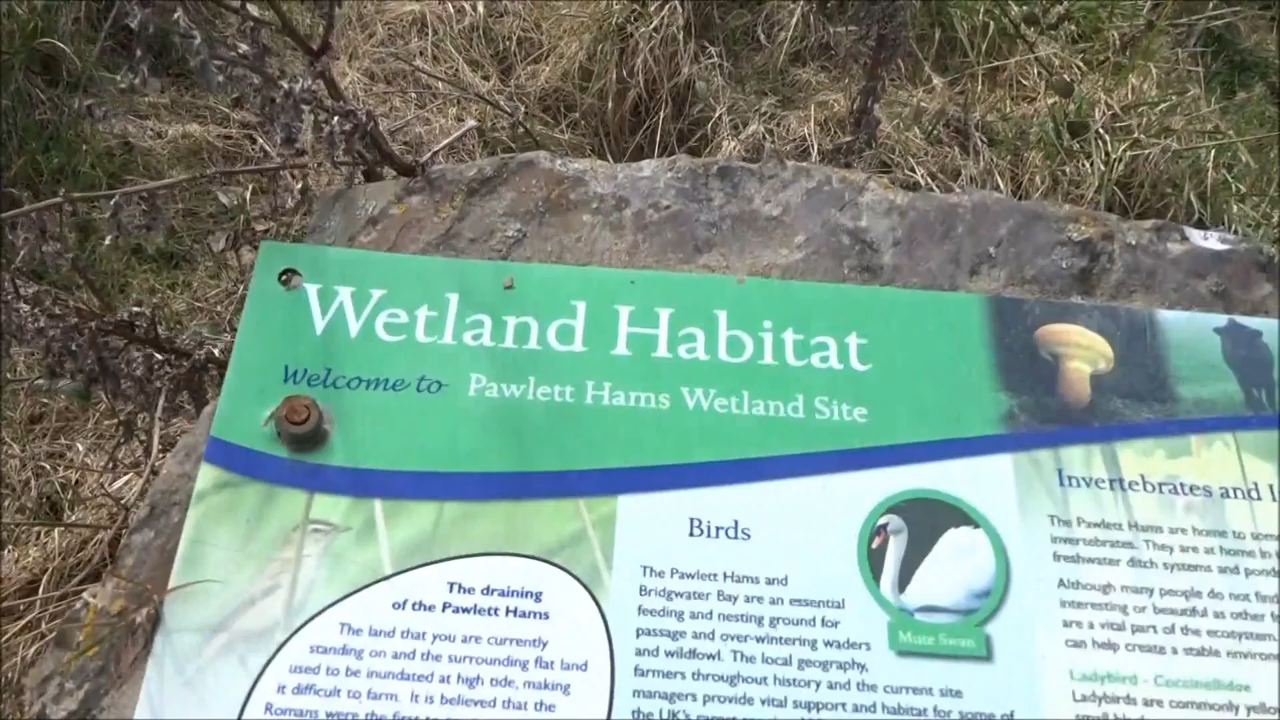 Wetland Habitat
Welcome to Pawlett Hams Wetland Site
The draining
of the Pawlett Hams
The land that you are currently
standing on and the surrounding flat land
used to be inundated at high tide, making
it difficult to farm. It is believed that the
Romans were the first to
Birds
The Pawlett Hams and
Bridgwater Bay are an essential
feeding and nesting ground for
passage and over-wintering waders
and wildfowl. The local geography,
farmers throughout history and the current site
managers provide vital support and habitat for some of
the UK's rarest
Mute Swan
Invertebrates and
The Pawlett Hams are home to some
invertebrates. They are at home in
freshwater ditch systems and ponds
Although many people do not find
interesting or beautiful as other
are a vital part of the ecosystem.
can help create a stable environ
Ladybird - Coccinellidae
Ladybirds are commonly yello
small bl